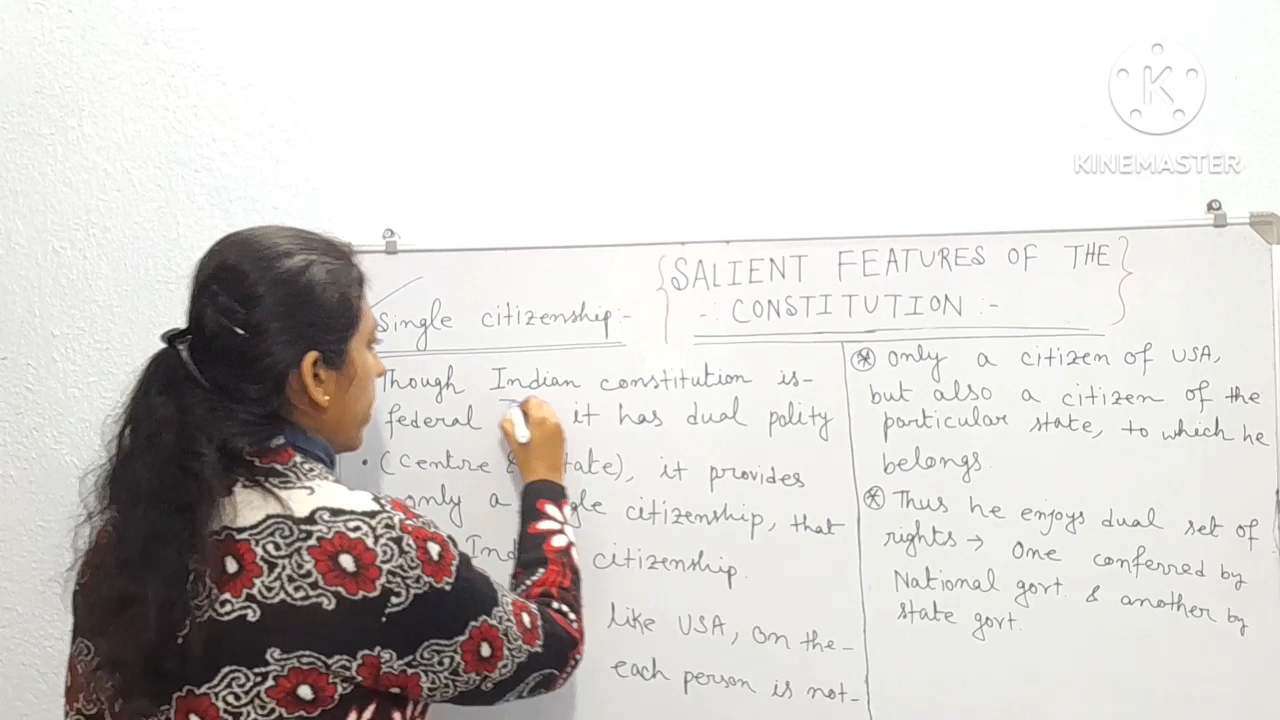 KINEMASTER
SALIENT FEATURES OF THE
CONSTITUTION :-
Single citizenship :-
Though Indian constitution is-
federal it has dual polity
(Centre & State), it provides
only a citizenship, that
citizenship.
like USA, on the-
each person is not-
only a citizen of USA,
but also a citizen of the
particular state, to which he
belongs.
Thus he enjoys dual set of
rights → One conferred by
National govt. & another by
state govt.